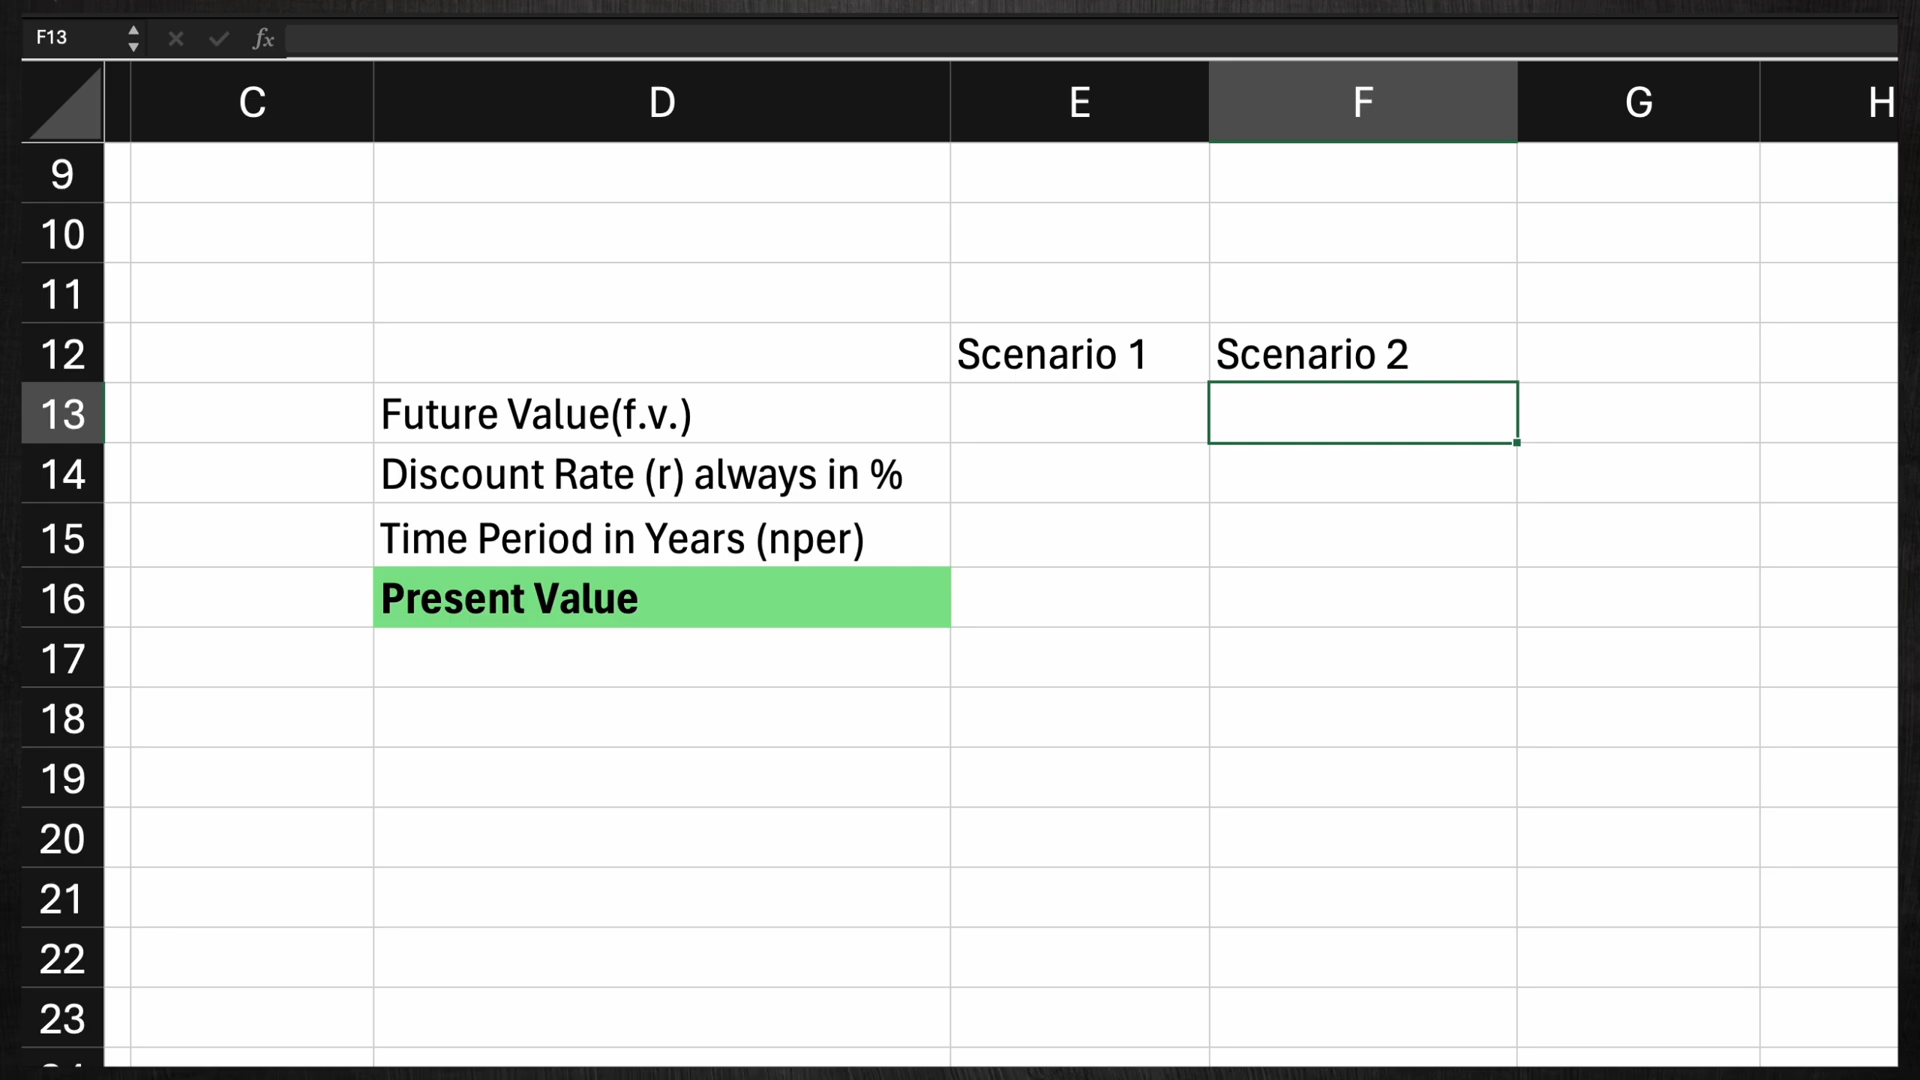 F13 fx
C D E F G H
9
10
11
12 Scenario 1 Scenario 2
13 Future Value(f.v.)
14 Discount Rate (r) always in %
15 Time Period in Years (nper)
16 Present Value
17
18
19
20
21
22
23